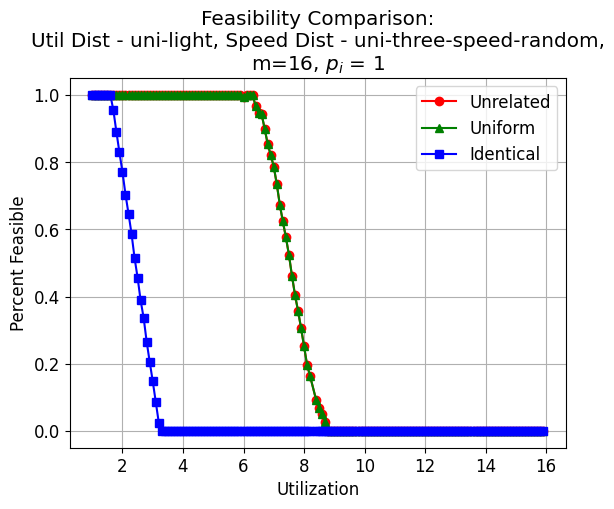 Feasibility Comparison:
Util Dist - uni-light, Speed Dist - uni-three-speed-random,
m=16, pᵢ = 1
1.0
0.8
0.6
0.4
0.2
0.0
Percent Feasible
Unrelated
Uniform
Identical
2 4 6 8 10 12 14 16
Utilization